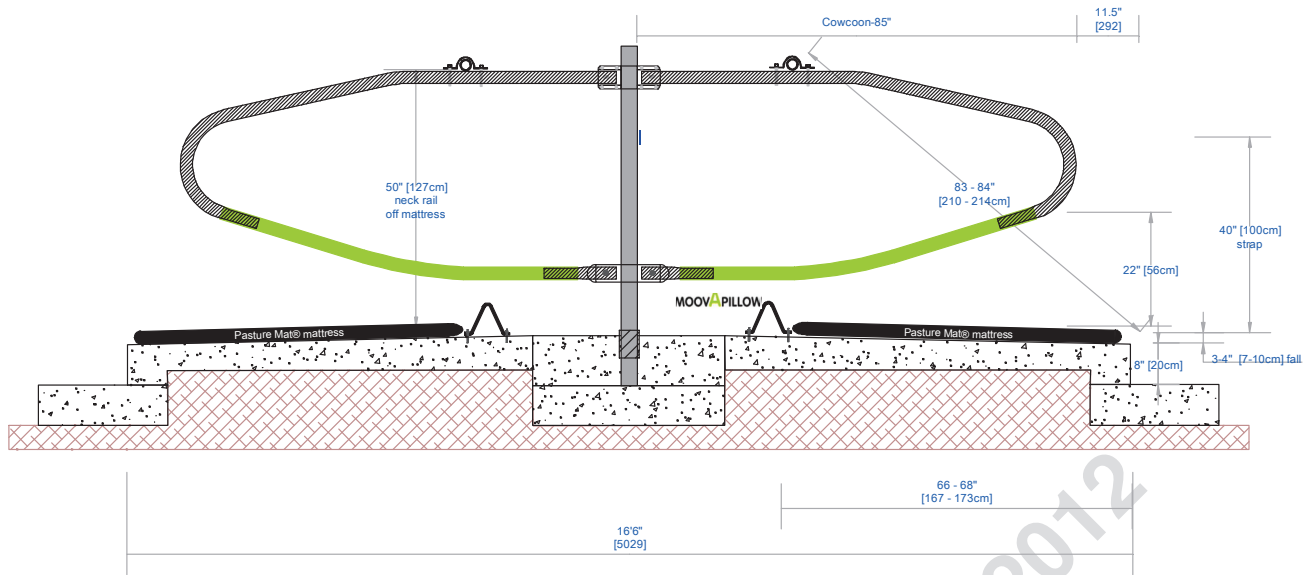 11.5"
[292]
Cowcoon-85"
50" [127cm]
neck rail
off mattress
83 - 84"
[210 - 214cm]
40" [100cm]
strap
22" [56cm]
MOOVAPILLOW
Pasture Mat® mattress
Pasture Mat® mattress
8" [20cm]
3-4" [7-10cm] fall
66 - 68"
[167 - 173cm]
16'6"
[5029]
2012